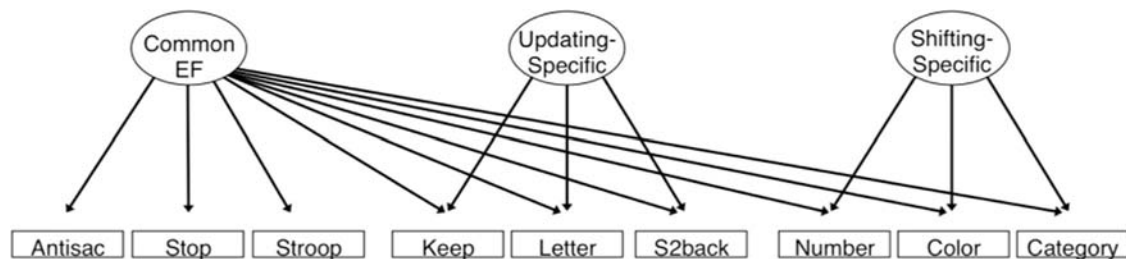 Common
EF
Updating-
Specific
Shifting-
Specific
Antisac
Stop
Stroop
Keep
Letter
S2back
Number
Color
Category